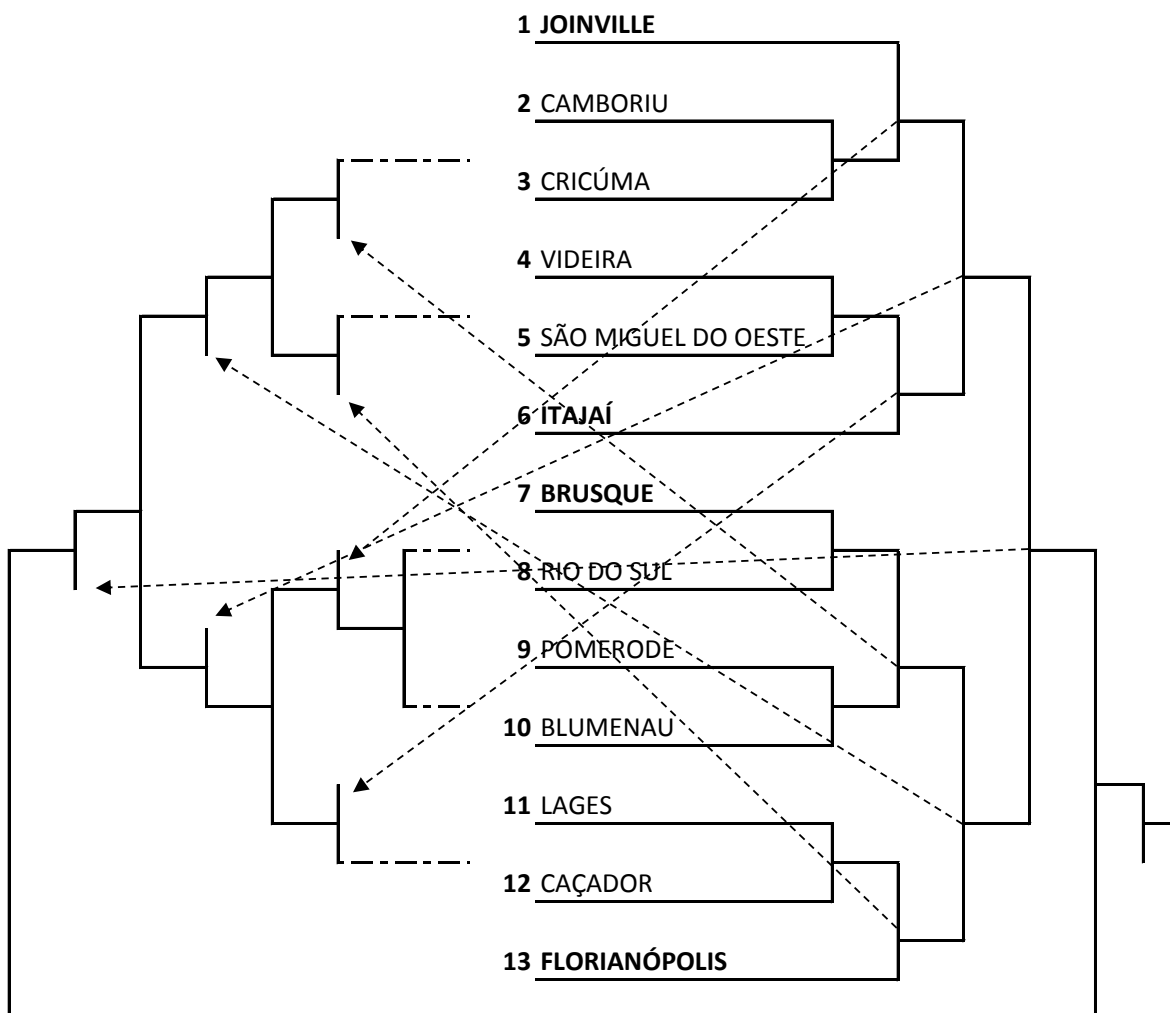 1 JOINVILLE
2 CAMBORIU
3 CRICÚMA
4 VIDEIRA
5 SÃO MIGUEL DO OESTE
6 ITAJAÍ
7 BRUSQUE
8 RIO DO SUL
9 POMERODE
10 BLUMENAU
11 LAGES
12 CAÇADOR
13 FLORIANÓPOLIS